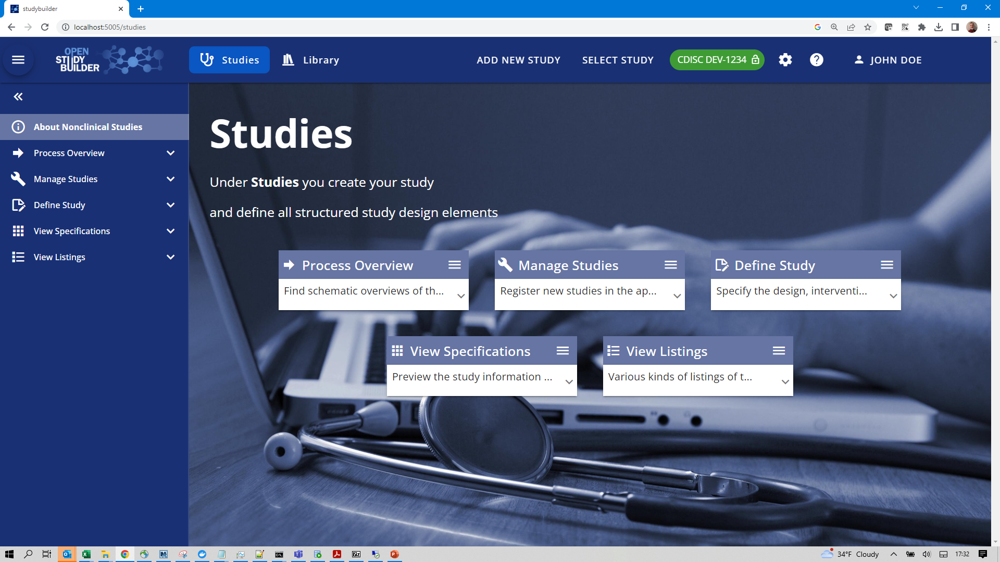 studybuilder
localhost:5005/studies
OPEN
STUDY
BUILDER
Studies
Library
ADD NEW STUDY
SELECT STUDY
CDISC DEV-1234
JOHN DOE
About Nonclinical Studies
Process Overview
Manage Studies
Define Study
View Specifications
View Listings
Studies
Under Studies you create your study
and define all structured study design elements
Process Overview
Find schematic overviews of th...
Manage Studies
Register new studies in the ap...
Define Study
Specify the design, interventi...
View Specifications
Preview the study information ...
View Listings
Various kinds of listings of t...
34°F Cloudy
17:32